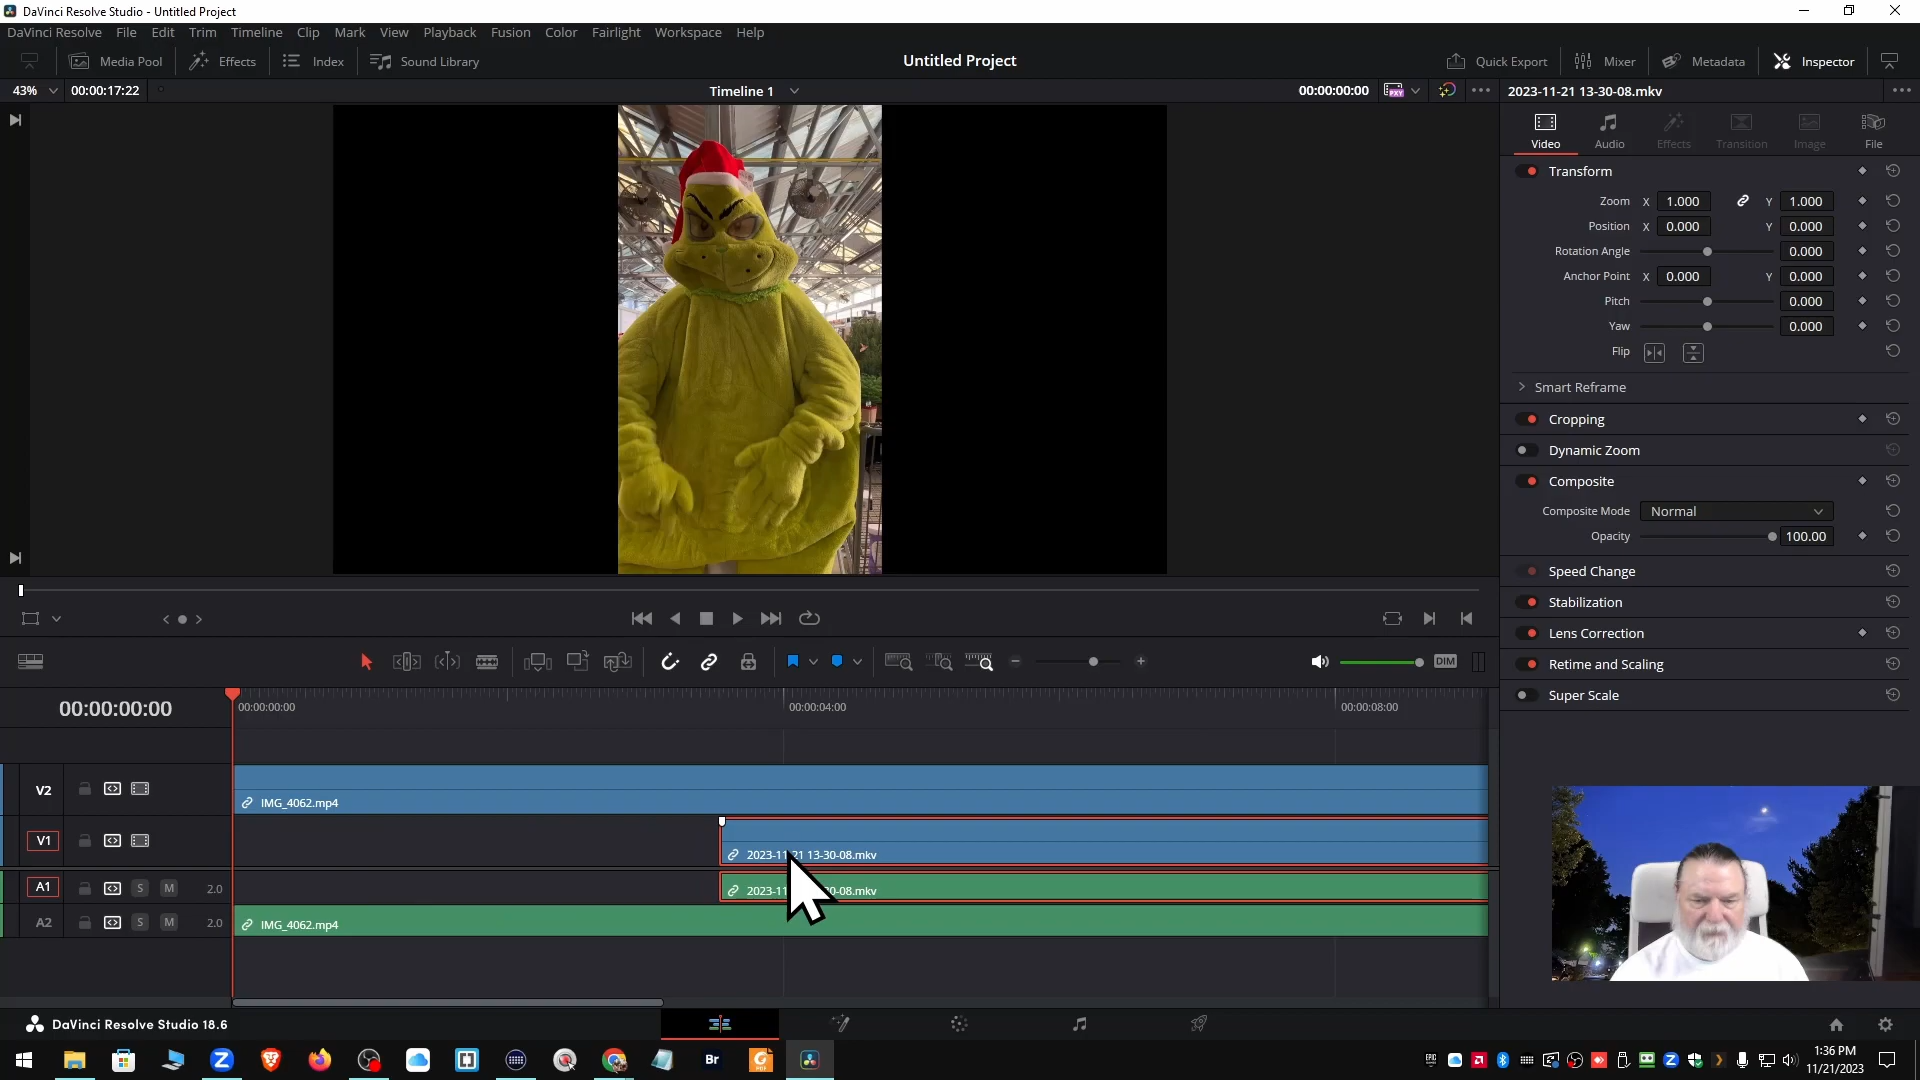 DaVinci Resolve Studio - Untitled Project
DaVinci Resolve File Edit Trim Timeline Clip Mark View Playback Fusion Color Fairlight Workspace Help
Media Pool Effects Index Sound Library Untitled Project Quick Export Mixer Metadata Inspector
43% 00:00:17:22 Timeline 1 00:00:00:00 PXY 2023-11-21 13-30-08.mkv
Video Audio Effects Transition Image File
Transform
Zoom X 1.000 Y 1.000
Position X 0.000 Y 0.000
Rotation Angle 0.000
Anchor Point X 0.000 Y 0.000
Pitch 0.000
Yaw 0.000
Flip
Smart Reframe
Cropping
Dynamic Zoom
Composite
Composite Mode Normal
Opacity 100.00
Speed Change
Stabilization
Lens Correction
Retime and Scaling
Super Scale
DIM
00:00:00:00 00:00:00:00 00:00:04:00 00:00:08:00
V2 IMG_4062.mp4
V1 2023-11-21 13-30-08.mkv
A1 S M 2.0 2023-11 0-08.mkv
A2 S M 2.0 IMG_4062.mp4
DaVinci Resolve Studio 18.6
Z Br Z 1:36 PM
11/21/2023